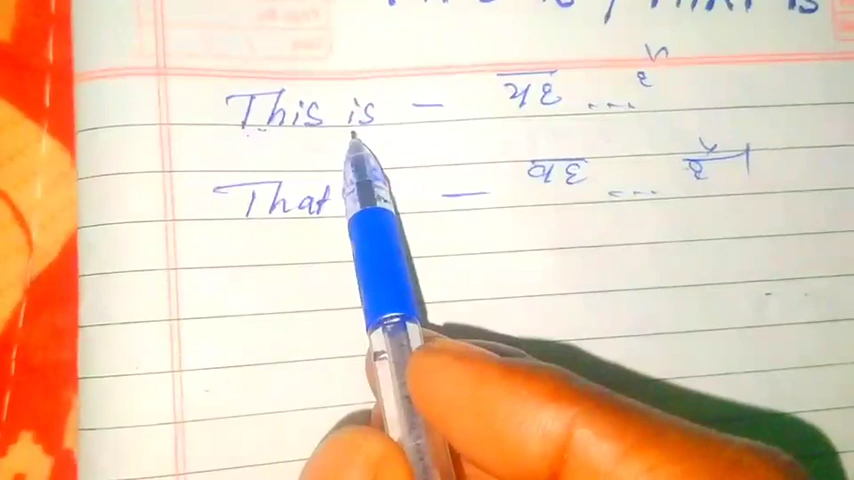 This is - यह ... है
That - वह ... है।